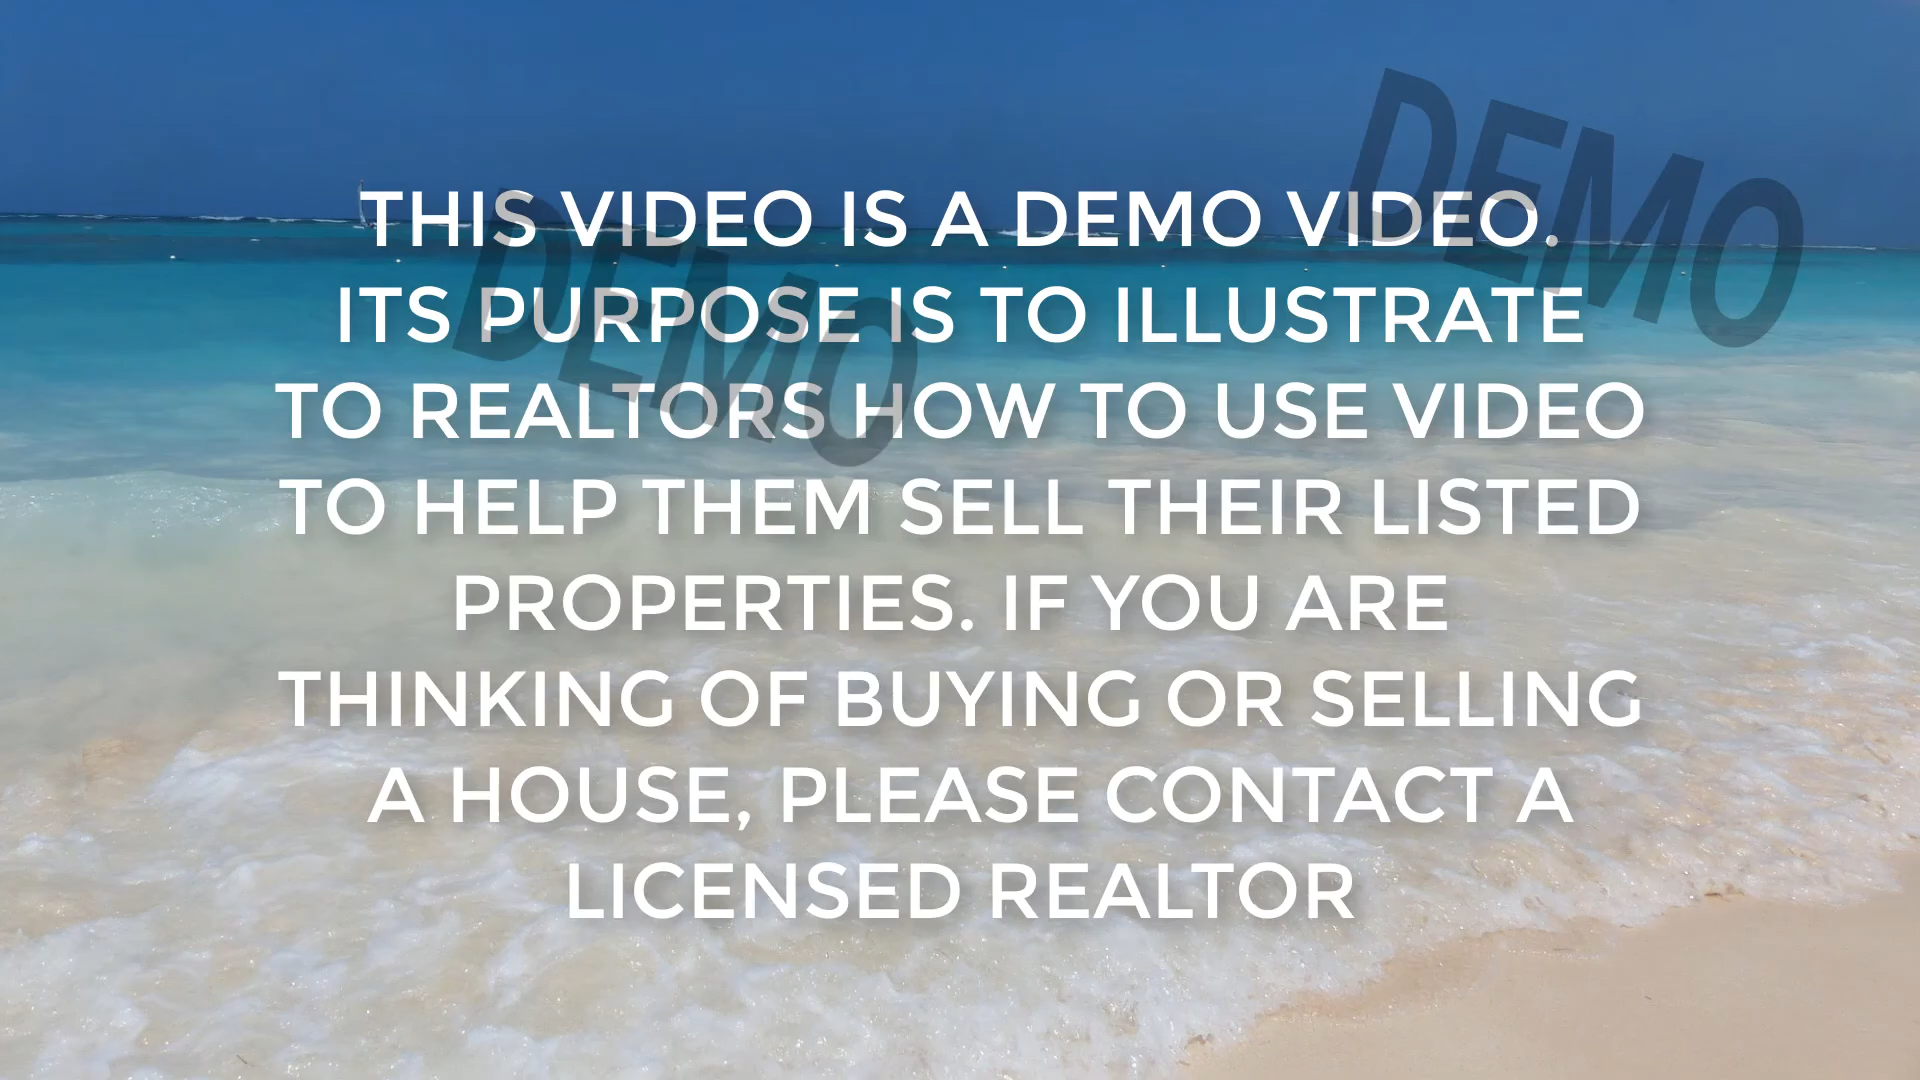 DEMO
THIS VIDEO IS A DEMO VIDEO.
DEMO
ITS PURPOSE IS TO ILLUSTRATE
TO REALTORS HOW TO USE VIDEO
TO HELP THEM SELL THEIR LISTED
PROPERTIES. IF YOU ARE
THINKING OF BUYING OR SELLING
A HOUSE, PLEASE CONTACT A
LICENSED REALTOR